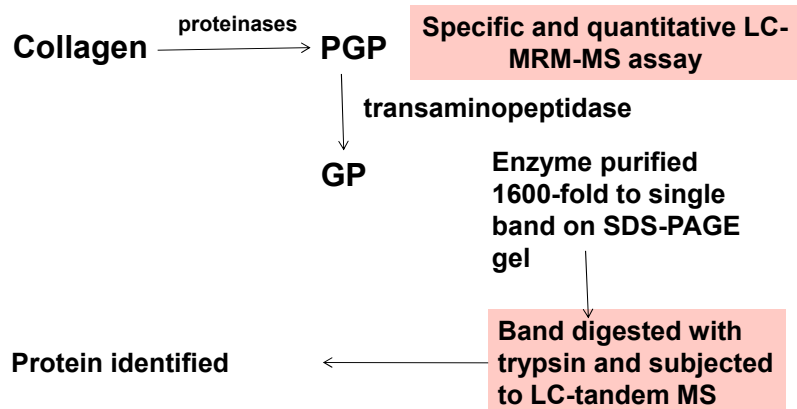 proteinases
Collagen
PGP
Specific and quantitative LC-
MRM-MS assay
transaminopeptidase
GP
Enzyme purified
1600-fold to single
band on SDS-PAGE
gel
Band digested with
trypsin and subjected
to LC-tandem MS
Protein identified